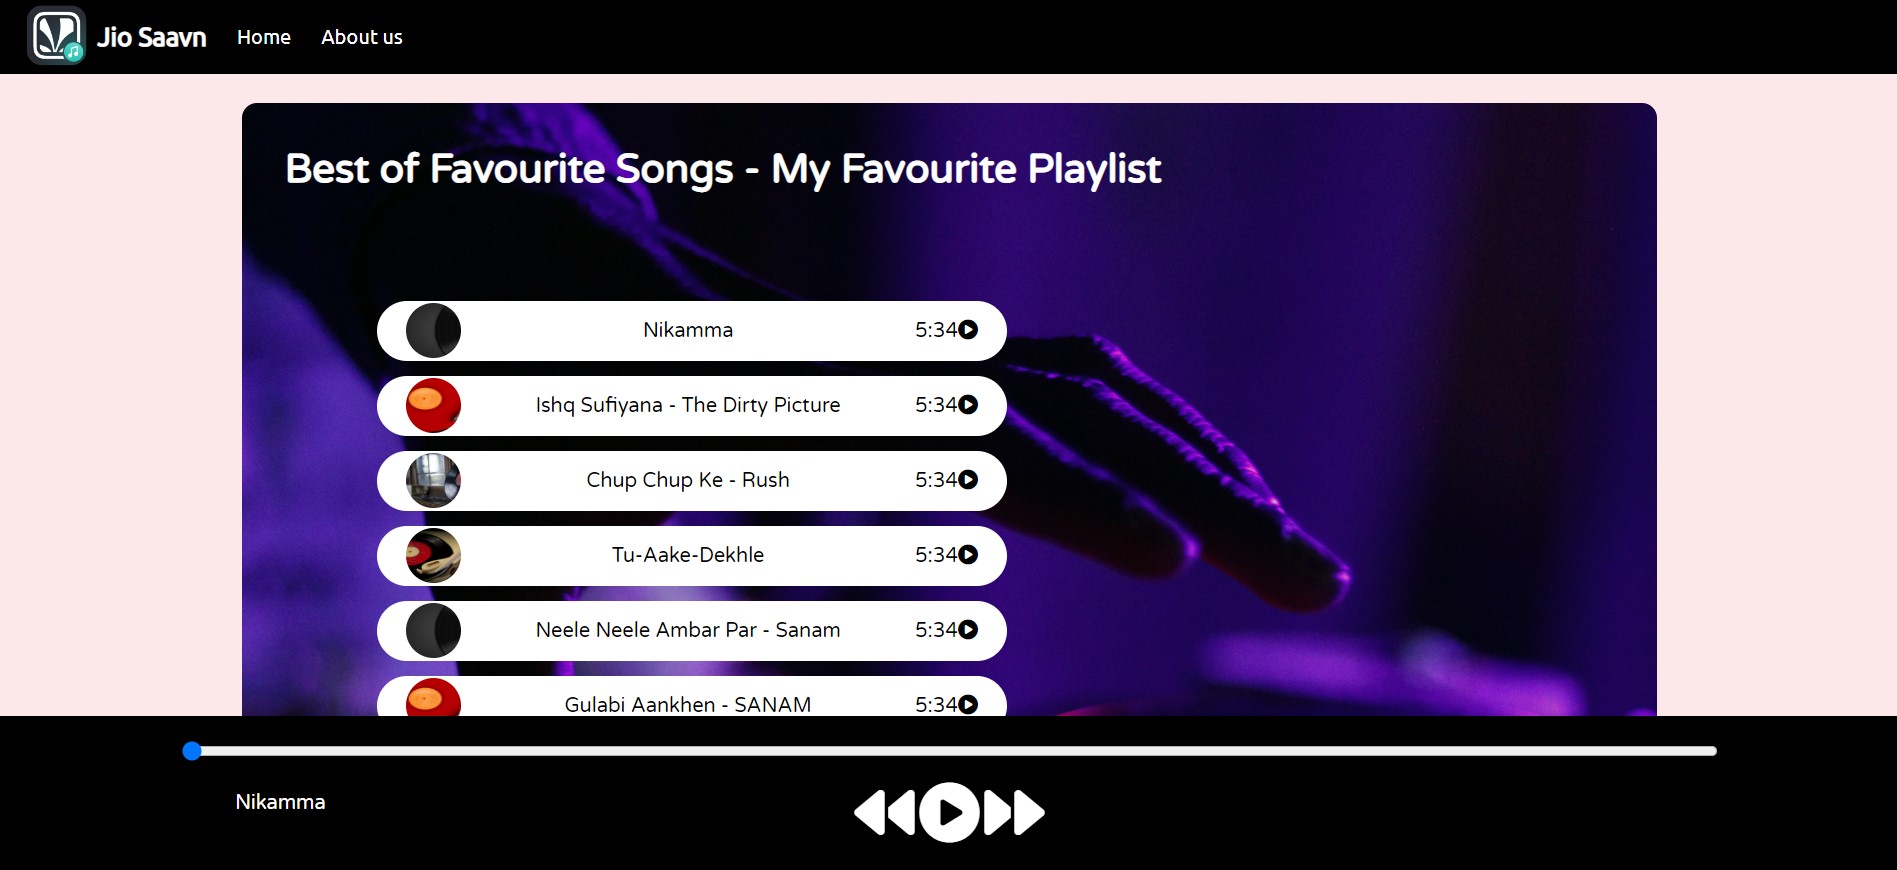 Jio Saavn Home About us
Best of Favourite Songs - My Favourite Playlist
Nikamma 5:34
Ishq Sufiyana - The Dirty Picture 5:34
Chup Chup Ke - Rush 5:34
Tu-Aake-Dekhle 5:34
Neele Neele Ambar Par - Sanam 5:34
Gulabi Aankhen - SANAM 5:34
Nikamma